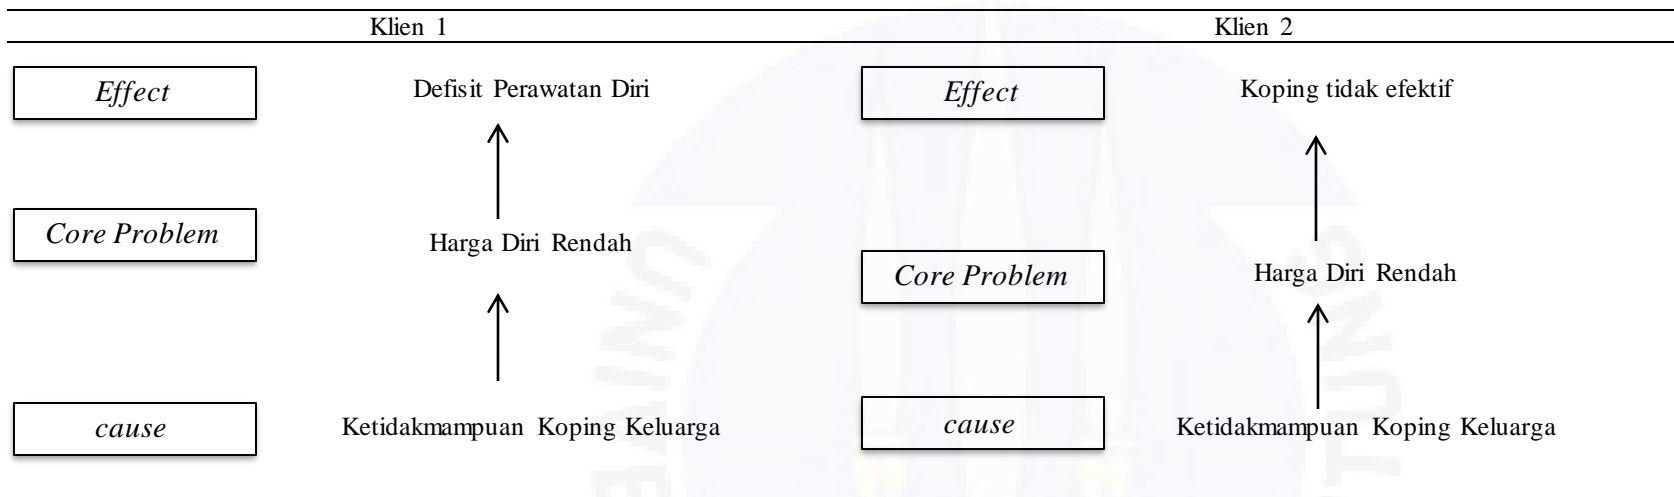 Klien 1 Klien 2
Effect Defisit Perawatan Diri Effect Koping tidak efektif
Core Problem Harga Diri Rendah
Core Problem Harga Diri Rendah
cause Ketidakmampuan Koping Keluarga cause Ketidakmampuan Koping Keluarga